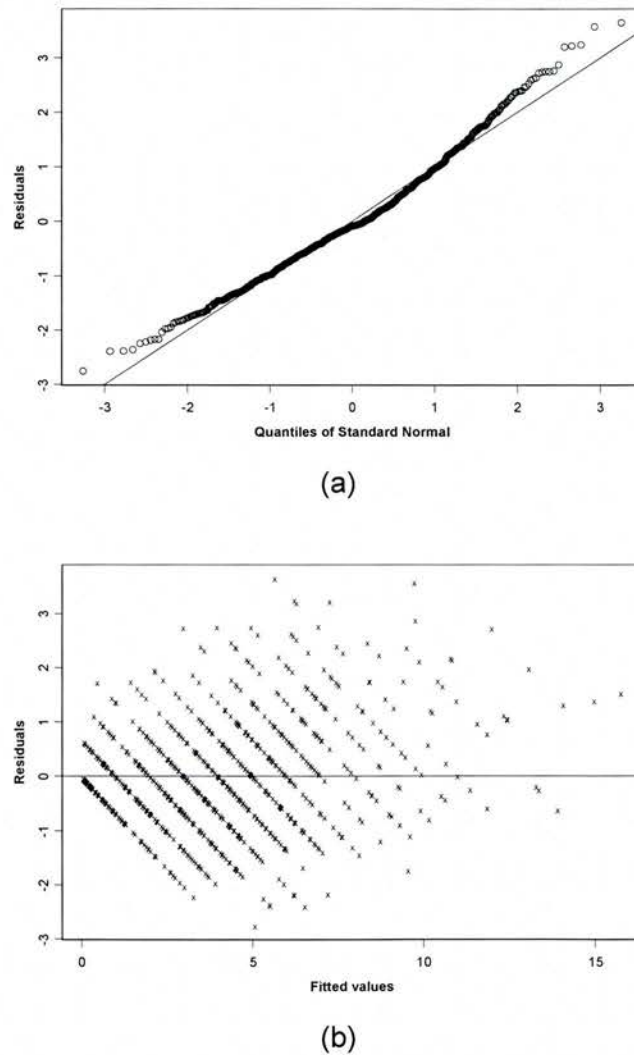 3
2
1
0
-1
-2
-3
Residuals
-3 -2 -1 0 1 2 3
Quantiles of Standard Normal
(a)
3
2
1
0
-1
-2
-3
Residuals
0 5 10 15
Fitted values
(b)